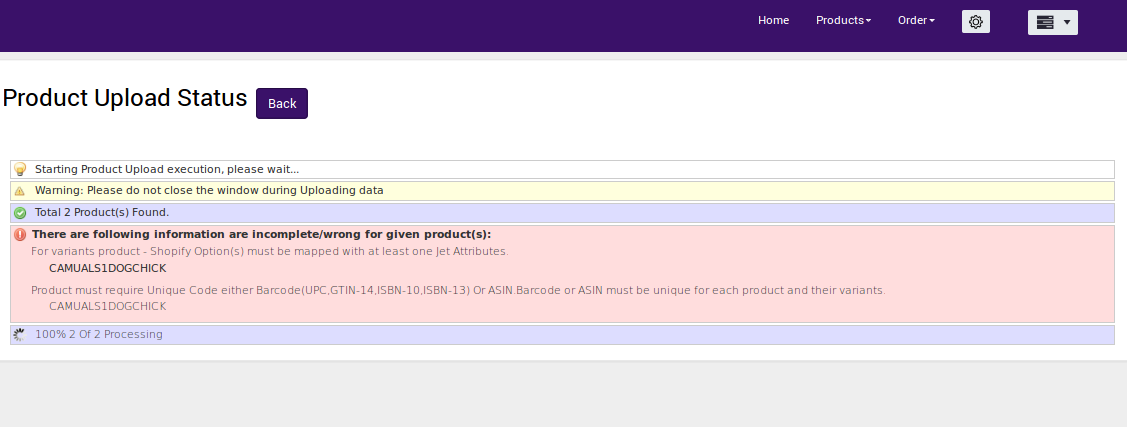 Home Products Order
Product Upload Status Back
Starting Product Upload execution, please wait...
Warning: Please do not close the window during Uploading data
Total 2 Product(s) Found.
There are following information are incomplete/wrong for given product(s):
For variants product - Shopify Option(s) must be mapped with at least one Jet Attributes.
CAMUALS1DOGCHICK
Product must require Unique Code either Barcode(UPC,GTIN-14,ISBN-10,ISBN-13) Or ASIN.Barcode or ASIN must be unique for each product and their variants.
CAMUALS1DOGCHICK
100% 2 Of 2 Processing